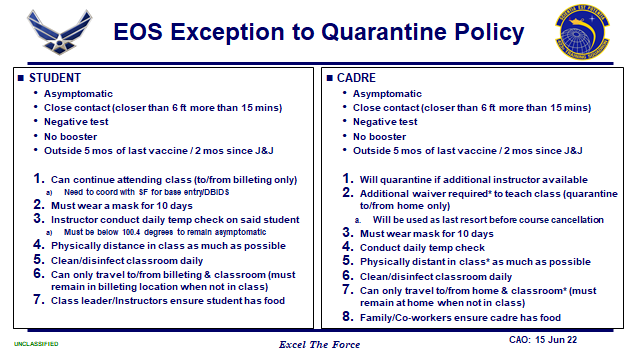 EOS Exception to Quarantine Policy
STUDENT
• Asymptomatic
• Close contact (closer than 6 ft more than 15 mins)
• Negative test
• No booster
• Outside 5 mos of last vaccine / 2 mos since J&J
1. Can continue attending class (to/from billeting only)
a) Need to coord with SF for base entry/DBIDS
2. Must wear a mask for 10 days
3. Instructor conduct daily temp check on said student
a) Must be below 100.4 degrees to remain asymptomatic
4. Physically distance in class as much as possible
5. Clean/disinfect classroom daily
6. Can only travel to/from billeting & classroom (must
remain in billeting location when not in class)
7. Class leader/Instructors ensure student has food
CADRE
• Asymptomatic
• Close contact (closer than 6 ft more than 15 mins)
• Negative test
• No booster
• Outside 5 mos of last vaccine / 2 mos since J&J
1. Will quarantine if additional instructor available
2. Additional waiver required* to teach class (quarantine
to/from home only)
a. Will be used as last resort before course cancellation
3. Must wear mask for 10 days
4. Conduct daily temp check
5. Physically distant in class* as much as possible
6. Clean/disinfect classroom daily
7. Can only travel to/from home & classroom* (must
remain at home when not in class)
8. Family/Co-workers ensure cadre has food
UNCLASSIFIED
Excel The Force
CAO: 15 Jun 22